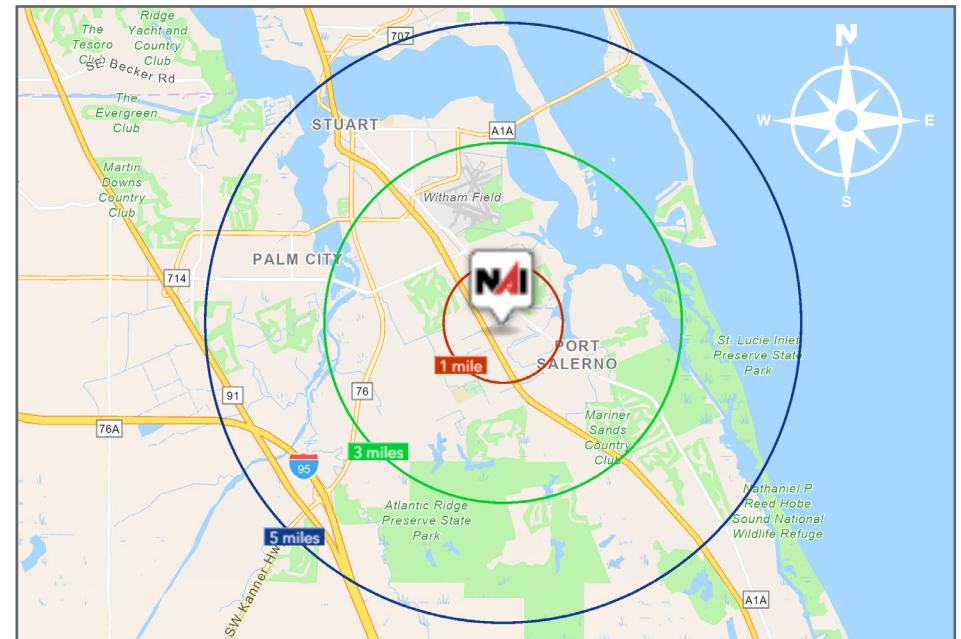 Ridge
Yacht and
Country
Club
The
Tesoro
Club
SE Becker Rd
707
N
W
E
S
The
Evergreen
Club
STUART
A1A
Martin
Downs
Country
Club
Witham Field
PALM CITY
714
NAI
PORT
SALERNO
1 mile
St. Lucie Inlet
Preserve State
Park
91
76
76A
Mariner
Sands
Country
Club
3 miles
95
Atlantic Ridge
Preserve State
Park
Nathaniel P
Reed Hobe
Sound National
Wildlife Refuge
5 miles
SW Kanner Hw
A1A